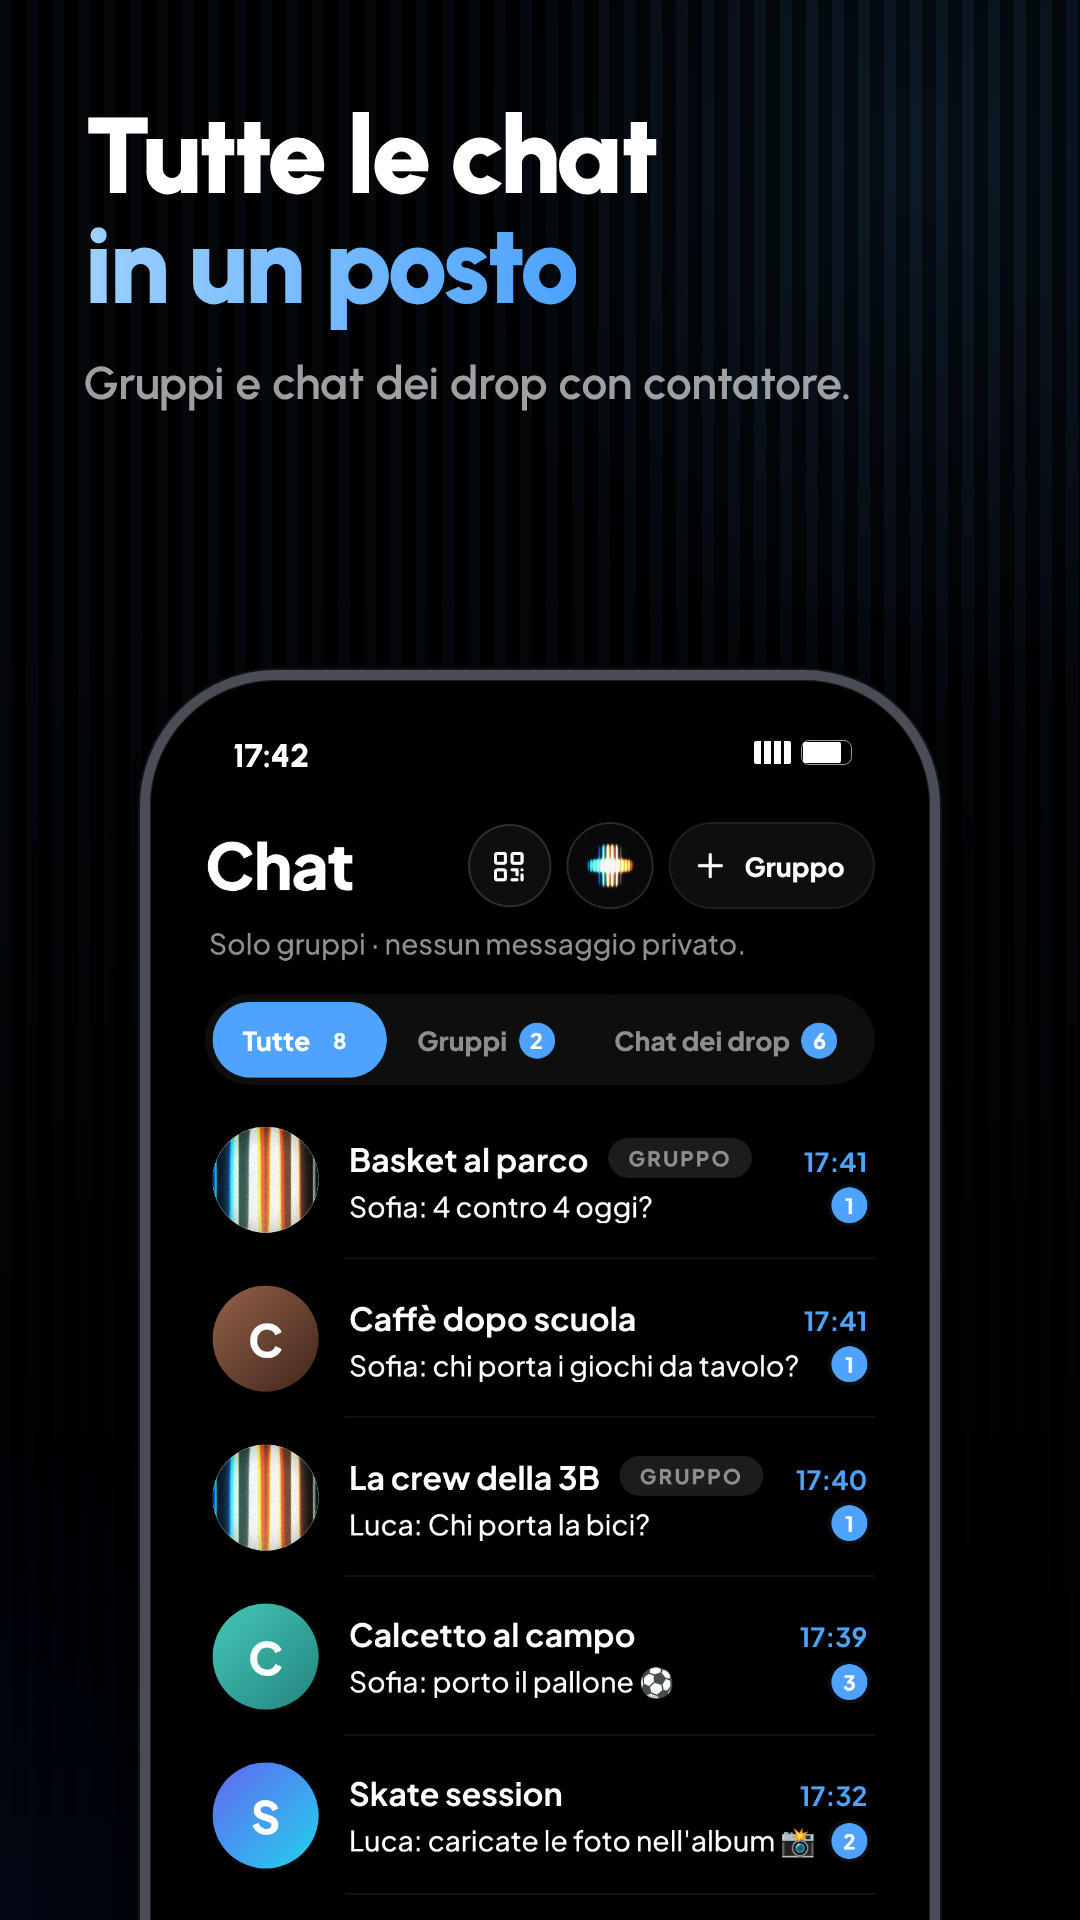 Tutte le chat
in un posto
Gruppi e chat dei drop con contatore.
17:42
Chat
+ Gruppo
Solo gruppi · nessun messaggio privato.
Tutte 8 Gruppi 2 Chat dei drop 6
Basket al parco GRUPPO 17:41
Sofia: 4 contro 4 oggi? 1
C
Caffè dopo scuola 17:41
Sofia: chi porta i giochi da tavolo? 1
La crew della 3B GRUPPO 17:40
Luca: Chi porta la bici? 1
C
Calcetto al campo 17:39
Sofia: porto il pallone ⚽ 3
S
Skate session 17:32
Luca: caricate le foto nell'album 📸 2